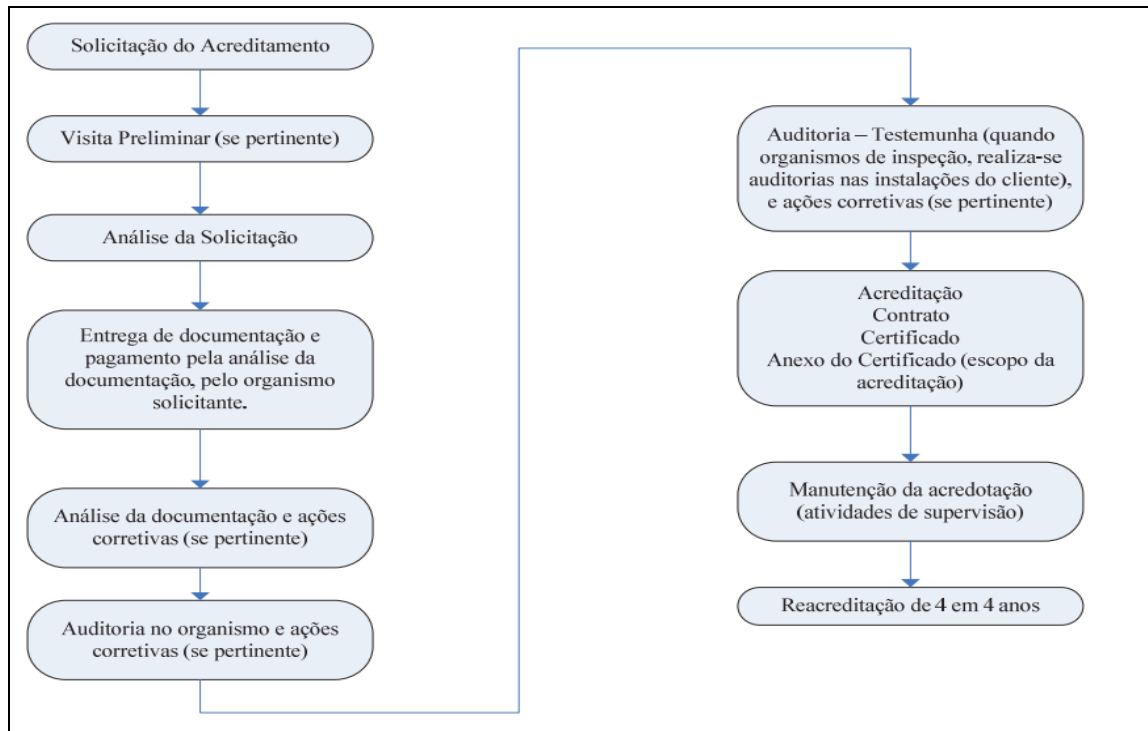 Solicitação do Acreditamento
Visita Preliminar (se pertinente)
Análise da Solicitação
Entrega de documentação e
pagamento pela análise da
documentação, pelo organismo
solicitante.
Análise da documentação e ações
corretivas (se pertinente)
Auditoria no organismo e ações
corretivas (se pertinente)
Auditoria – Testemunha (quando
organismos de inspeção, realiza-se
auditorias nas instalações do cliente),
e ações corretivas (se pertinente)
Acreditação
Contrato
Certificado
Anexo do Certificado (escopo da
acreditação)
Manutenção da acredotação
(atividades de supervisão)
Reacreditação de 4 em 4 anos